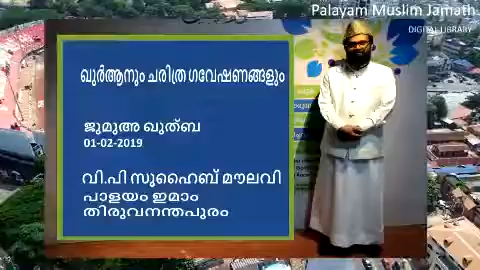 Palayam Muslim Jamath
DIGITAL LIBRARY
ഖുർആനും ചരിത്ര ഗവേഷണങ്ങളും
ജുമുഅ ഖുത്ബ
01-02-2019
വി.പി സുഹൈബ് മൗലവി
പാളയം ഇമാം
തിരുവനന്തപുരം